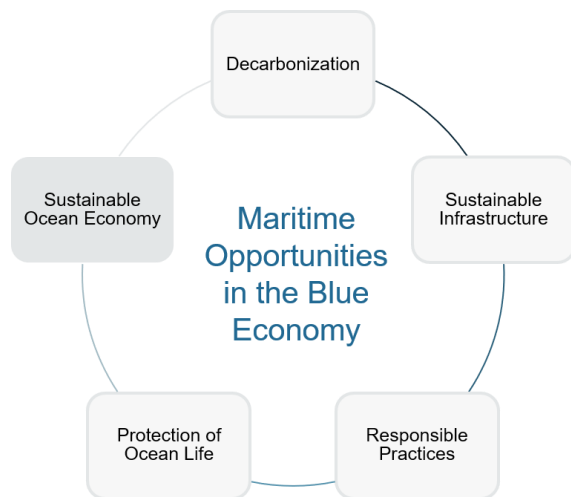 Decarbonization
Sustainable
Infrastructure
Responsible
Practices
Protection of
Ocean Life
Sustainable
Ocean Economy
Maritime
Opportunities
in the Blue
Economy